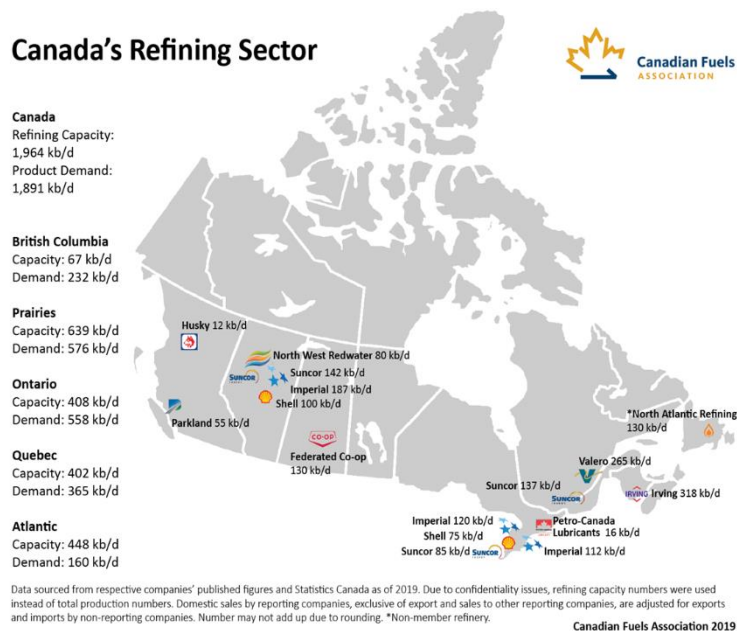 Canada's Refining Sector
Canadian Fuels
ASSOCIATION
Canada
Refining Capacity:
1,964 kb/d
Product Demand:
1,891 kb/d
British Columbia
Capacity: 67 kb/d
Demand: 232 kb/d
Prairies
Capacity: 639 kb/d
Demand: 576 kb/d
Ontario
Capacity: 408 kb/d
Demand: 558 kb/d
Quebec
Capacity: 402 kb/d
Demand: 365 kb/d
Atlantic
Capacity: 448 kb/d
Demand: 160 kb/d
Husky 12 kb/d
North West Redwater 80 kb/d
SUNCOR
Suncor 142 kb/d
Imperial 187 kb/d
Shell 100 kb/d
Parkland 55 kb/d
CO-OP
Federated Co-op
130 kb/d
*North Atlantic Refining
130 kb/d
Valero 265 kb/d
Suncor 137 kb/d
SUNCOR
IRVING
Irving 318 kb/d
Imperial 120 kb/d
Shell 75 kb/d
Suncor 85 kb/d
SUNCOR
Petro-Canada
Lubricants 16 kb/d
Imperial 112 kb/d
Data sourced from respective companies' published figures and Statistics Canada as of 2019. Due to confidentiality issues, refining capacity numbers were used
instead of total production numbers. Domestic sales by reporting companies, exclusive of export and sales to other reporting companies, are adjusted for exports
and imports by non-reporting companies. Number may not add up due to rounding. *Non-member refinery.
Canadian Fuels Association 2019